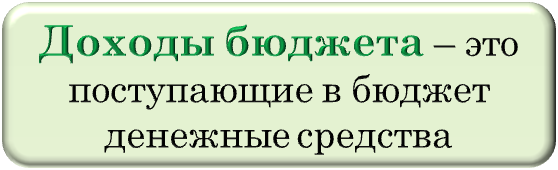 Доходы бюджета – это
поступающие в бюджет
денежные средства